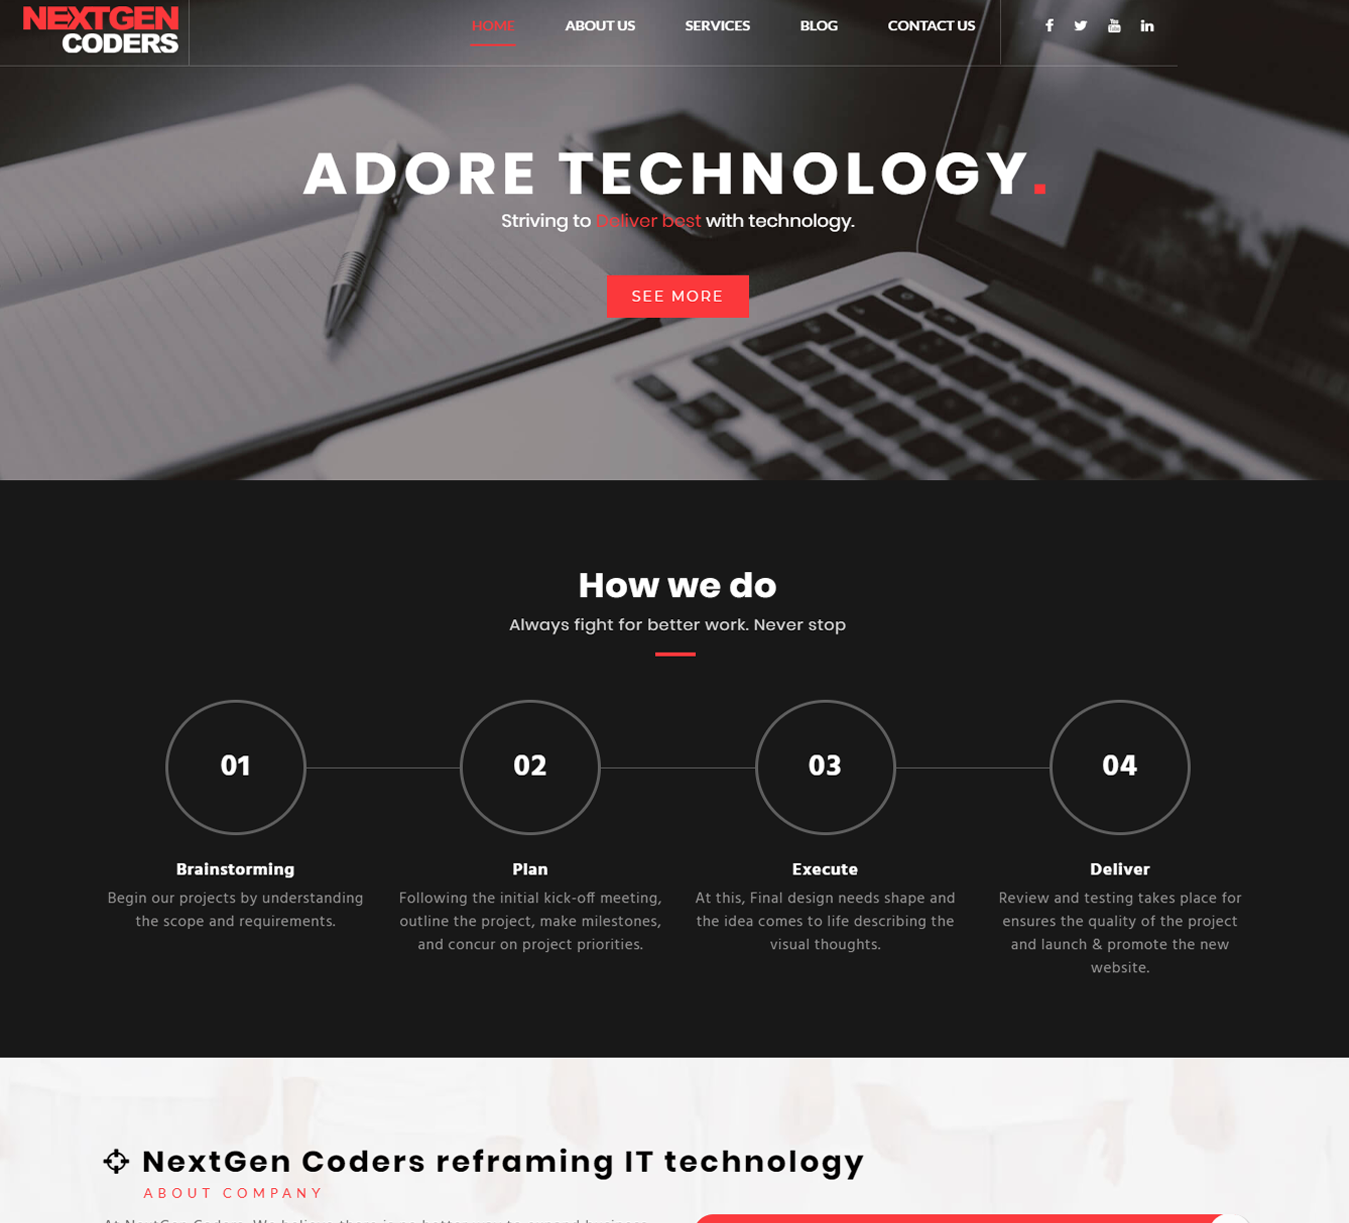 NEXTGEN
CODERS
HOME
ABOUT US
SERVICES
BLOG
CONTACT US
ADORE TECHNOLOGY.
Striving to Deliver best with technology.
SEE MORE
How we do
Always fight for better work. Never stop
01
02
03
04
Brainstorming
Begin our projects by understanding
the scope and requirements.
Plan
Following the initial kick-off meeting,
outline the project, make milestones,
and concur on project priorities.
Execute
At this, Final design needs shape and
the idea comes to life describing the
visual thoughts.
Deliver
Review and testing takes place for
ensures the quality of the project
and launch & promote the new
website.
NextGen Coders reframing IT technology
ABOUT COMPANY